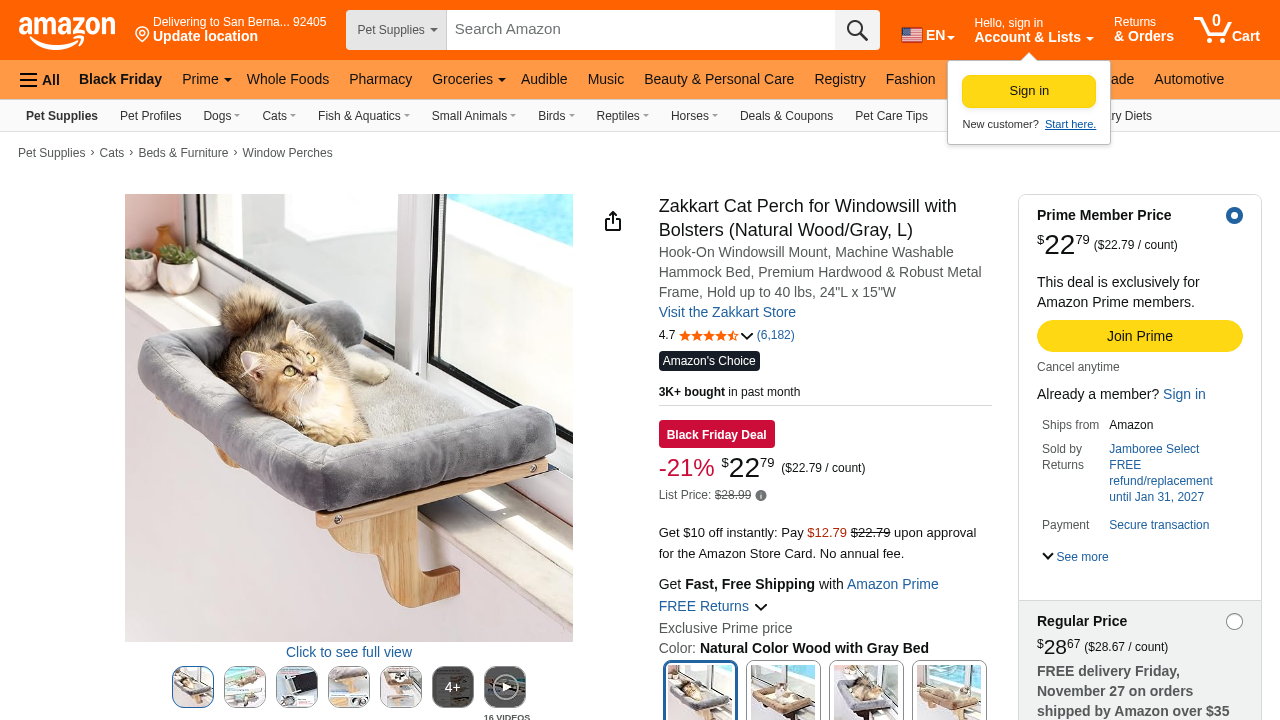 amazon
Delivering to San Berna... 92405
Update location
Pet Supplies
Search Amazon
EN
Hello, sign in
Account & Lists
Returns
& Orders
0
Cart
All
Black Friday
Prime
Whole Foods
Pharmacy
Groceries
Audible
Music
Beauty & Personal Care
Registry
Fashion
ade
Automotive
Sign in
New customer? Start here.
Pet Supplies
Pet Profiles
Dogs
Cats
Fish & Aquatics
Small Animals
Birds
Reptiles
Horses
Deals & Coupons
Pet Care Tips
ry Diets
Pet Supplies › Cats › Beds & Furniture › Window Perches
Click to see full view
4+
16 VIDEOS
Zakkart Cat Perch for Windowsill with
Bolsters (Natural Wood/Gray, L)
Hook-On Windowsill Mount, Machine Washable
Hammock Bed, Premium Hardwood & Robust Metal
Frame, Hold up to 40 lbs, 24"L x 15"W
Visit the Zakkart Store
4.7 (6,182)
Amazon's Choice
3K+ bought in past month
Black Friday Deal
-21% $22 79 ($22.79 / count)
List Price: $28.99
Get $10 off instantly: Pay $12.79 $22.79 upon approval
for the Amazon Store Card. No annual fee.
Get Fast, Free Shipping with Amazon Prime
FREE Returns
Exclusive Prime price
Color: Natural Color Wood with Gray Bed
Prime Member Price
$22 79 ($22.79 / count)
This deal is exclusively for
Amazon Prime members.
Join Prime
Cancel anytime
Already a member? Sign in
Ships from Amazon
Sold by Jamboree Select
Returns FREE
refund/replacement
until Jan 31, 2027
Payment Secure transaction
See more
Regular Price
$28 67 ($28.67 / count)
FREE delivery Friday,
November 27 on orders
shipped by Amazon over $35